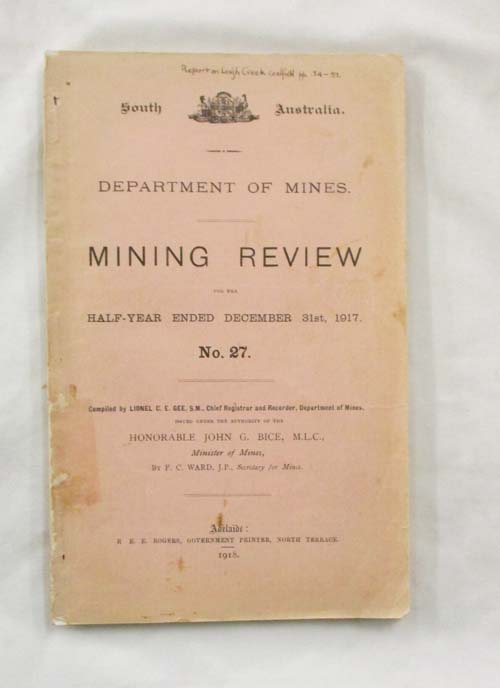 Report on Leigh Creek Coalfield pp. 34-52
South Australia.
DEPARTMENT OF MINES.
MINING REVIEW
FOR THE
HALF-YEAR ENDED DECEMBER 31st, 1917.
No. 27.
Compiled by LIONEL C. E. GEE, S.M., Chief Registrar and Recorder, Department of Mines.
ISSUED UNDER THE AUTHORITY OF THE
HONORABLE JOHN G. BICE, M.L.C.,
Minister of Mines,
BY F. C. WARD, J.P., Secretary for Mines.
Adelaide:
R. E. E. ROGERS, GOVERNMENT PRINTER, NORTH TERRACE.
1918.